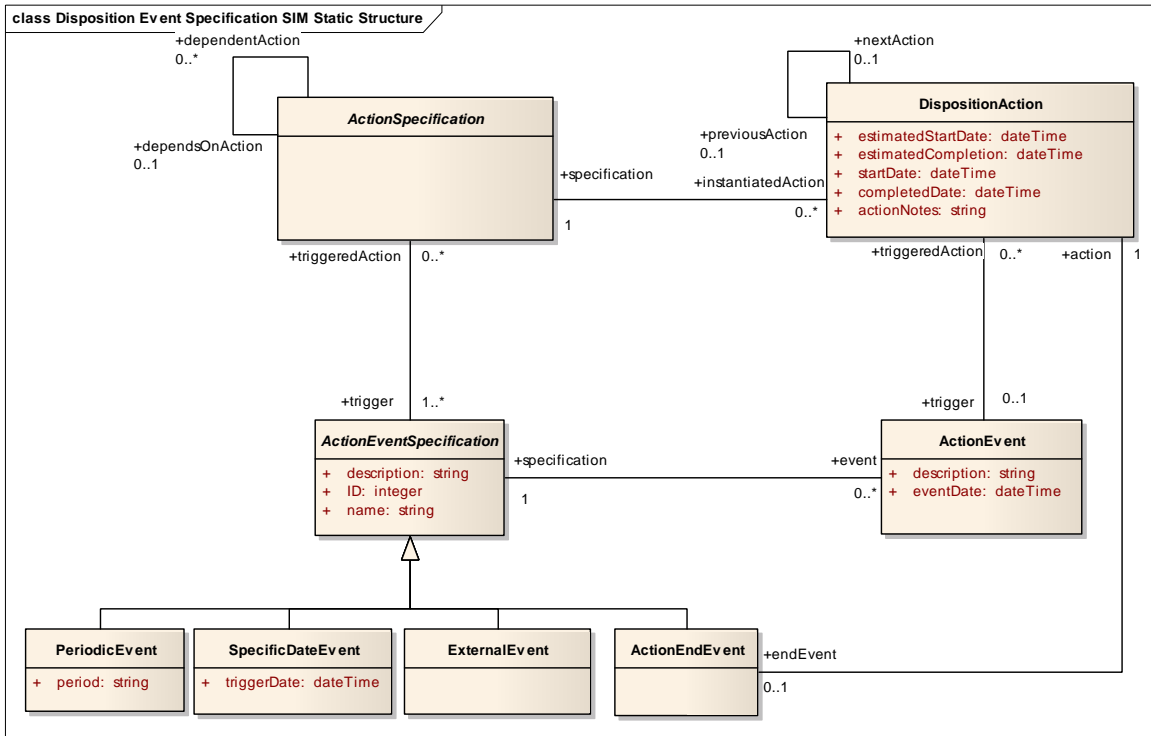 class Disposition Event Specification SIM Static Structure
+dependentAction
0..*
+dependsOnAction
0..1
ActionSpecification
+nextAction
0..1
+previousAction
0..1
DispositionAction
+ estimatedStartDate: dateTime
+ estimatedCompletion: dateTime
+ startDate: dateTime
+ completedDate: dateTime
+ actionNotes: string
+specification
1
+instantiatedAction
0..*
+triggeredAction
0..*
+triggeredAction
0..*
+action
1
+trigger
1..*
+trigger
0..1
ActionEventSpecification
+ description: string
+ ID: integer
+ name: string
+specification
1
+event
0..*
ActionEvent
+ description: string
+ eventDate: dateTime
PeriodicEvent
+ period: string
SpecificDateEvent
+ triggerDate: dateTime
ExternalEvent
ActionEndEvent
+endEvent
0..1